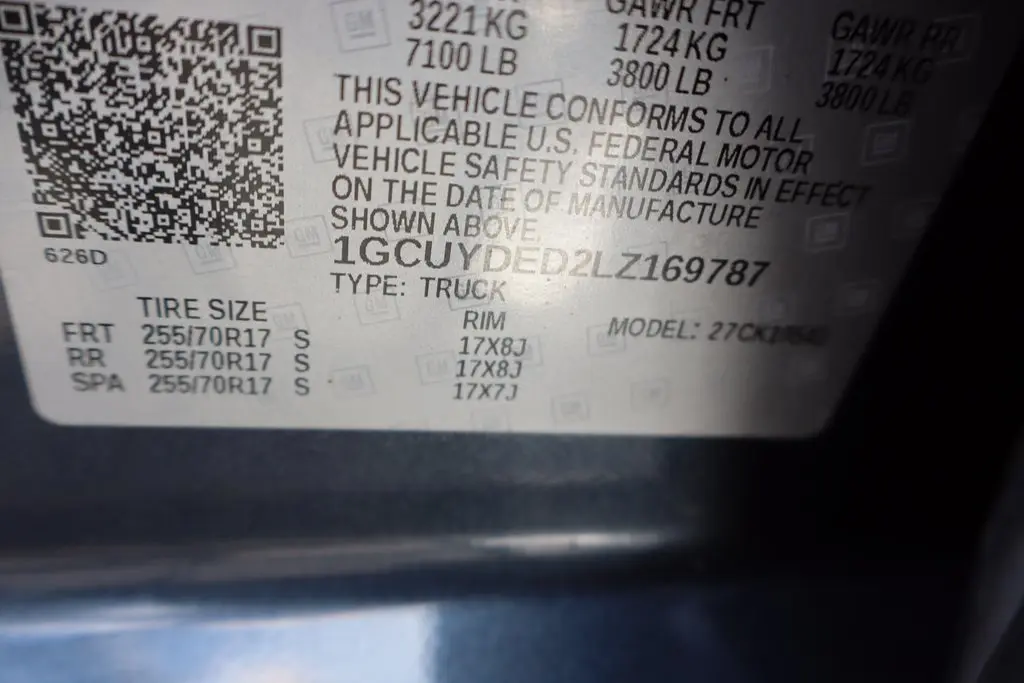 3221 KG
7100 LB
GAWR FRT
1724 KG
3800 LB
GAWR RR
1724 KG
3800 LB
THIS VEHICLE CONFORMS TO ALL
APPLICABLE U.S. FEDERAL MOTOR
VEHICLE SAFETY STANDARDS IN EFFECT
ON THE DATE OF MANUFACTURE
SHOWN ABOVE.
1GCUYDED2LZ169787
TYPE: TRUCK
626D
TIRE SIZE RIM MODEL:
FRT 255/70R17 S 17X8J
RR 255/70R17 S 17X8J
SPA 255/70R17 S 17X7J